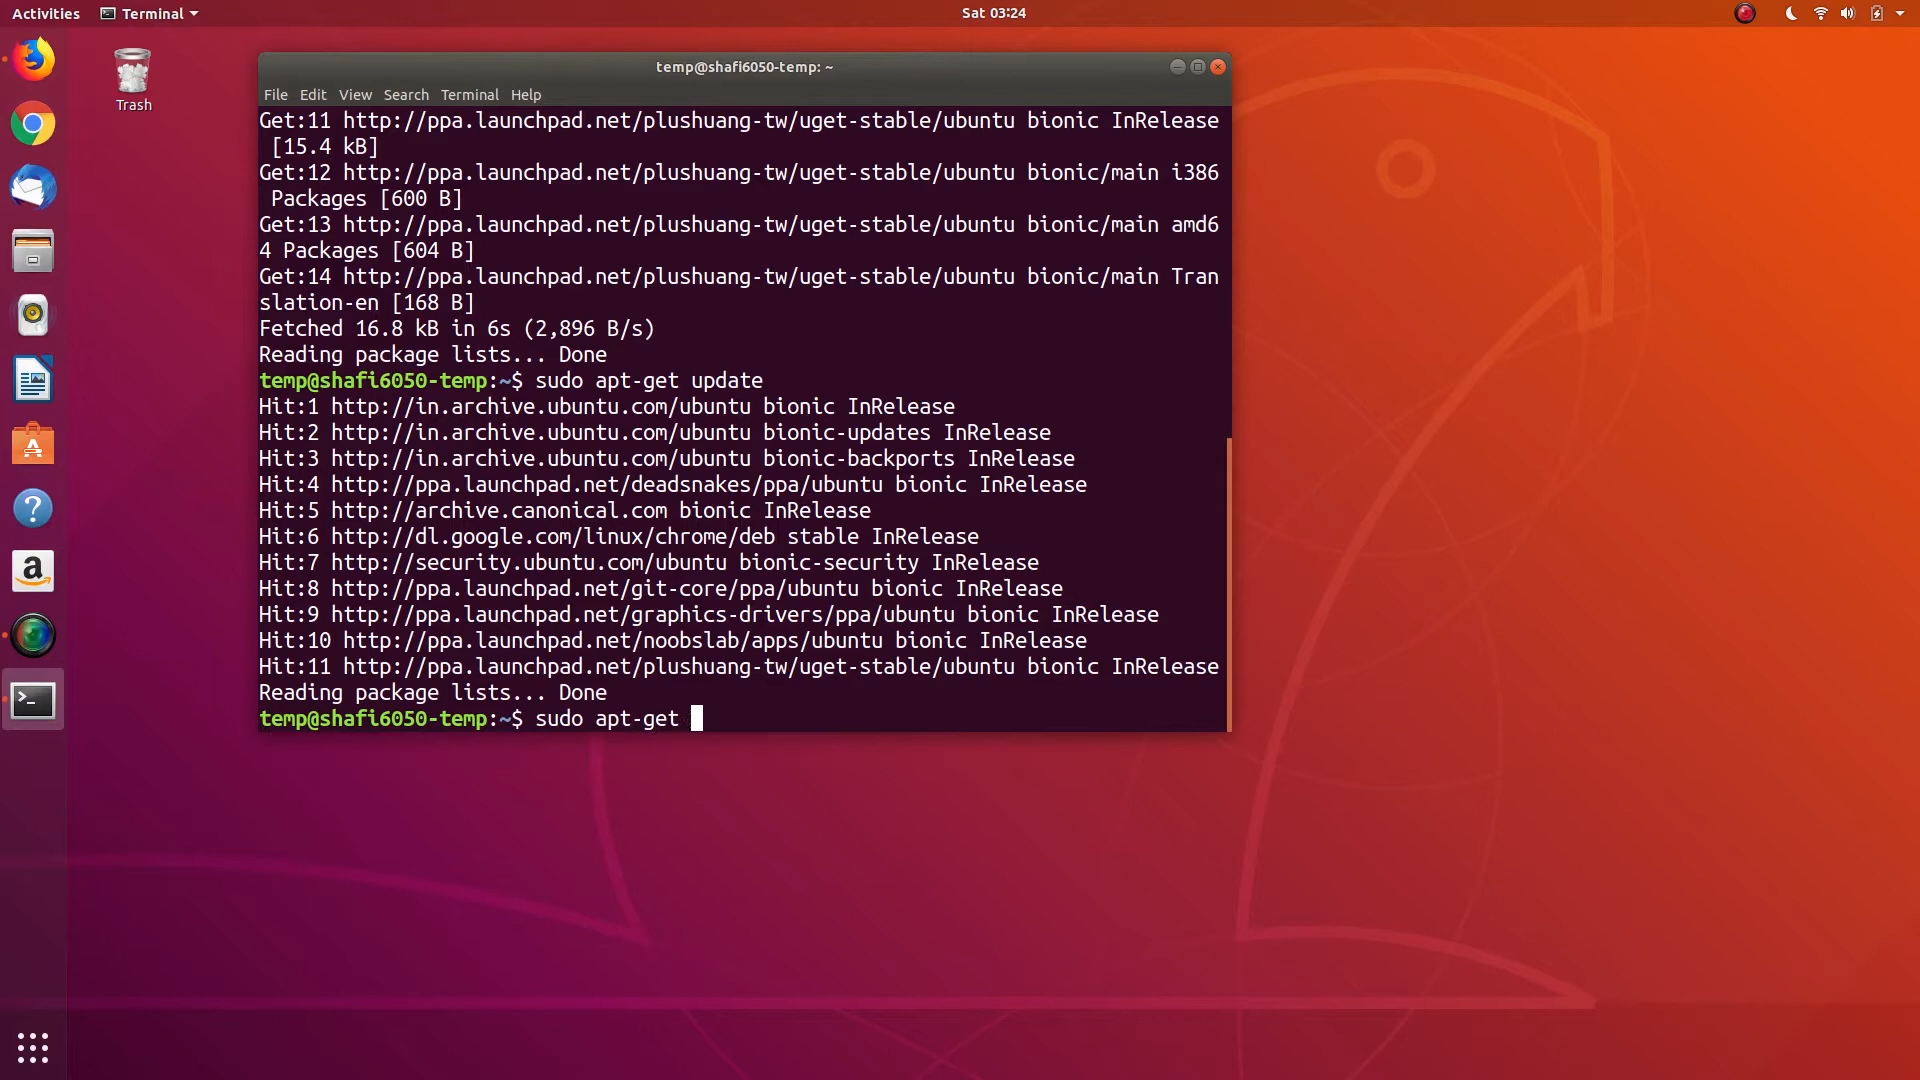 Activities Terminal Sat 03:24
Trash
temp@shafi6050-temp: ~
File Edit View Search Terminal Help
Get:11 http://ppa.launchpad.net/plushuang-tw/uget-stable/ubuntu bionic InRelease
 [15.4 kB]
Get:12 http://ppa.launchpad.net/plushuang-tw/uget-stable/ubuntu bionic/main i386
 Packages [600 B]
Get:13 http://ppa.launchpad.net/plushuang-tw/uget-stable/ubuntu bionic/main amd6
4 Packages [604 B]
Get:14 http://ppa.launchpad.net/plushuang-tw/uget-stable/ubuntu bionic/main Tran
slation-en [168 B]
Fetched 16.8 kB in 6s (2,896 B/s)
Reading package lists... Done
temp@shafi6050-temp:~$ sudo apt-get update
Hit:1 http://in.archive.ubuntu.com/ubuntu bionic InRelease
Hit:2 http://in.archive.ubuntu.com/ubuntu bionic-updates InRelease
Hit:3 http://in.archive.ubuntu.com/ubuntu bionic-backports InRelease
Hit:4 http://ppa.launchpad.net/deadsnakes/ppa/ubuntu bionic InRelease
Hit:5 http://archive.canonical.com bionic InRelease
Hit:6 http://dl.google.com/linux/chrome/deb stable InRelease
Hit:7 http://security.ubuntu.com/ubuntu bionic-security InRelease
Hit:8 http://ppa.launchpad.net/git-core/ppa/ubuntu bionic InRelease
Hit:9 http://ppa.launchpad.net/graphics-drivers/ppa/ubuntu bionic InRelease
Hit:10 http://ppa.launchpad.net/noobslab/apps/ubuntu bionic InRelease
Hit:11 http://ppa.launchpad.net/plushuang-tw/uget-stable/ubuntu bionic InRelease
Reading package lists... Done
temp@shafi6050-temp:~$ sudo apt-get